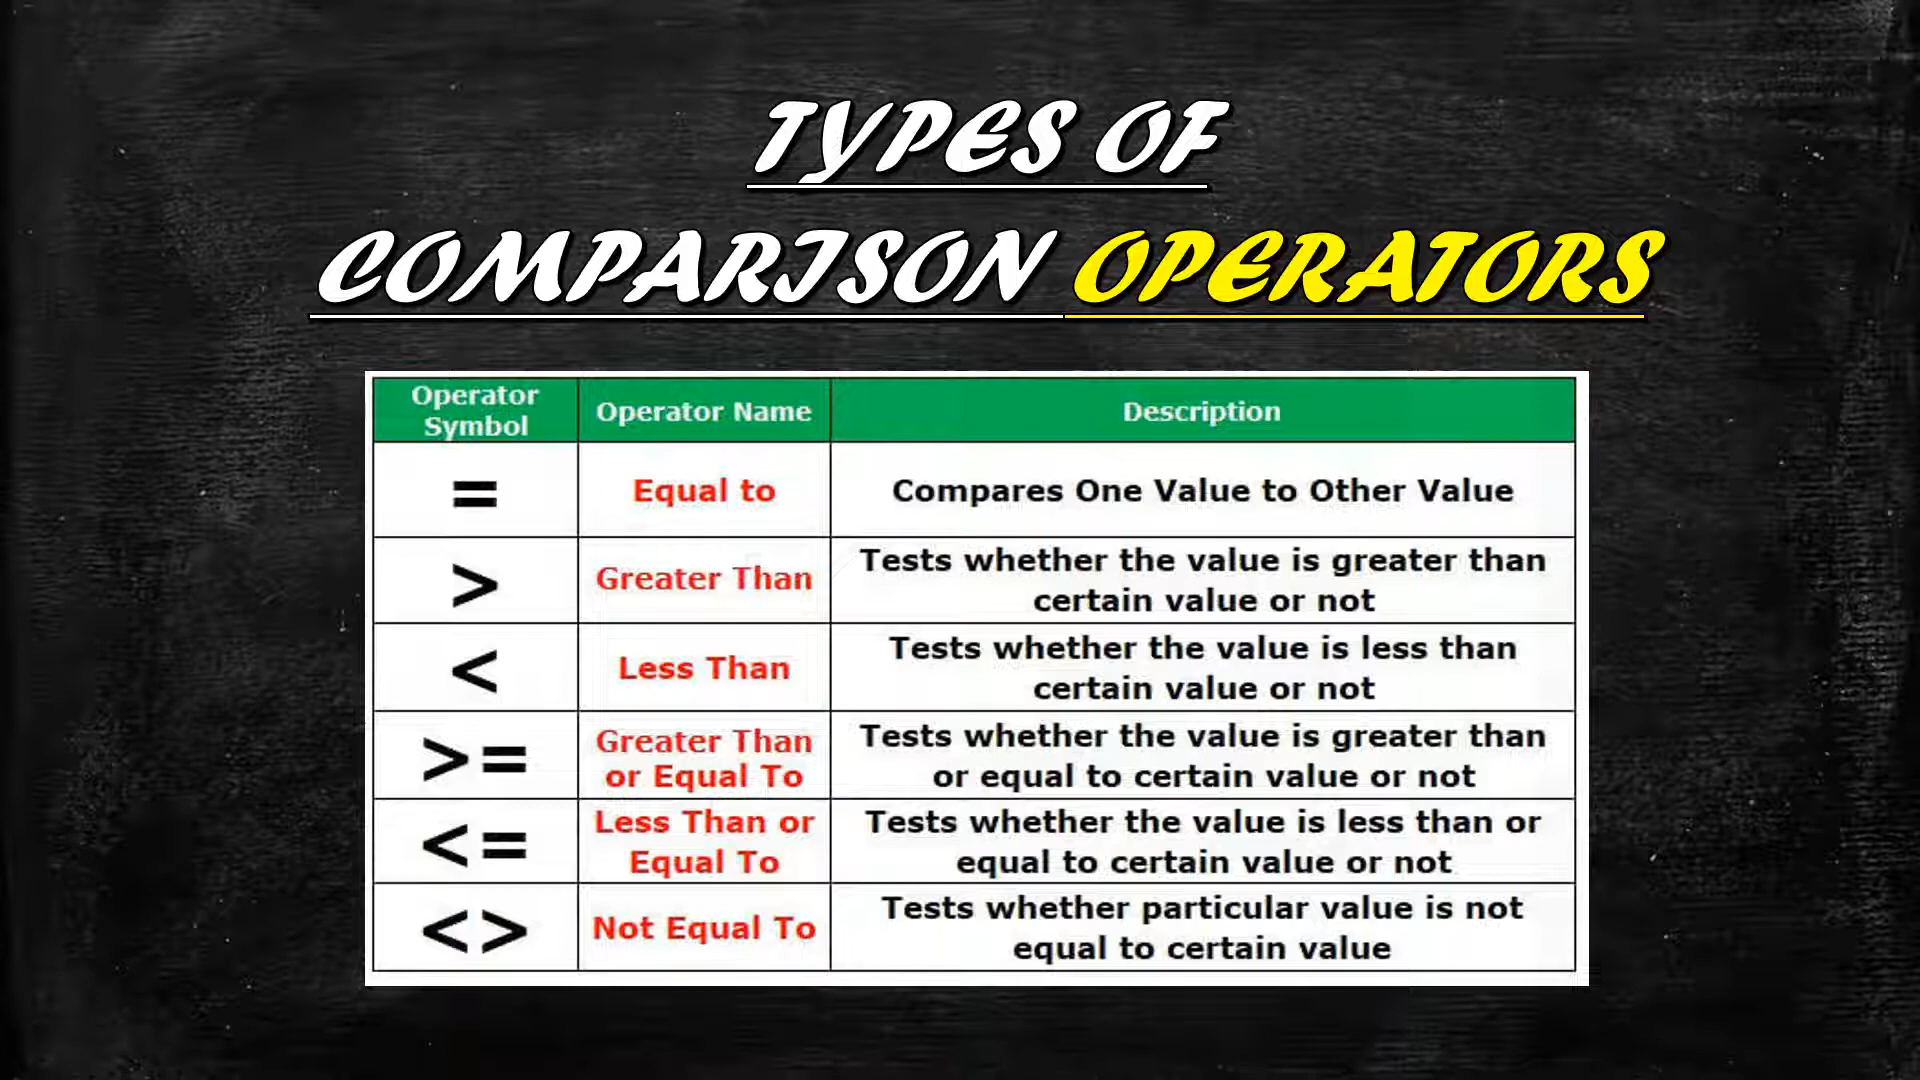 TYPES OF
COMPARISON OPERATORS
Operator Symbol
Operator Name
Description
=
Equal to
Compares One Value to Other Value
>
Greater Than
Tests whether the value is greater than
certain value or not
<
Less Than
Tests whether the value is less than
certain value or not
>=
Greater Than
or Equal To
Tests whether the value is greater than
or equal to certain value or not
<=
Less Than or
Equal To
Tests whether the value is less than or
equal to certain value or not
<>
Not Equal To
Tests whether particular value is not
equal to certain value